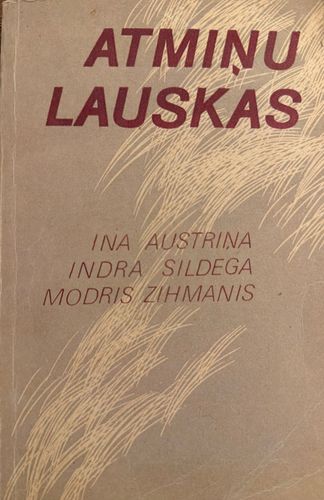 ATMIŅU
LAUSKAS
INA AUSTRIŅA
INDRA SILDEGA
MODRIS ZIHMANIS